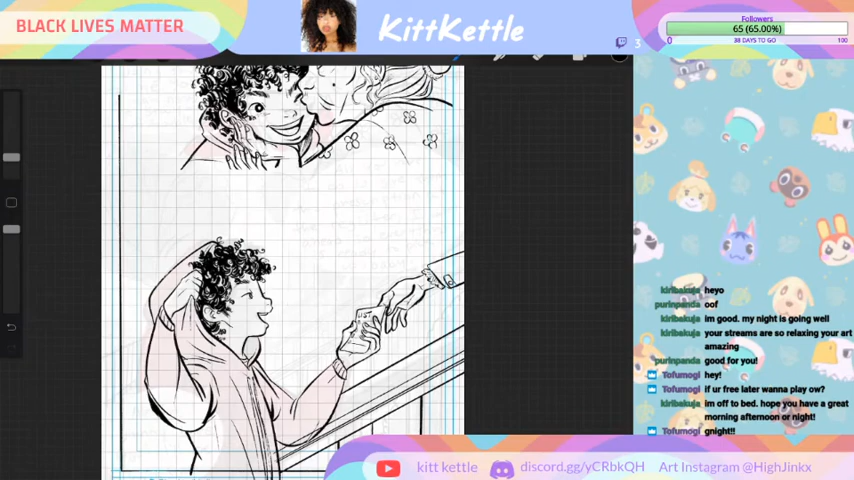 BLACK LIVES MATTER
KittKettle
3
Followers
65 (65.00%)
0
38 DAYS TO GO
100
kiribakuja heyo
purinpanda oof
kiribakuja im good. my night is going well
kiribakuja your streams are so relaxing your art
amazing
purinpanda good for you!
Tofumogi hey!
Tofumogi if ur free later wanna play ow?
kiribakuja im off to bed. hope you have a great
morning afternoon or night!
Tofumogi gnight!!
kitt kettle
discord.gg/yCRbkQH
Art Instagram @HighJinkx